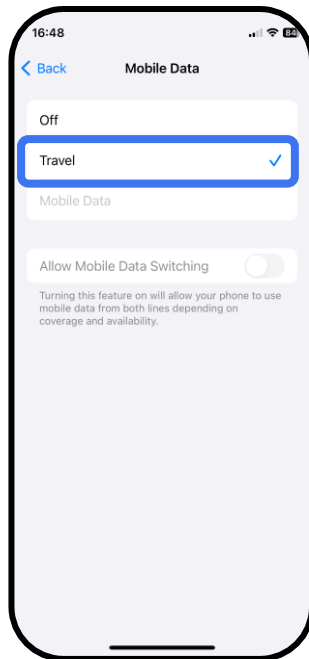 16:48
84
Back
Mobile Data
Off
Travel
Mobile Data
Allow Mobile Data Switching
Turning this feature on will allow your phone to use
mobile data from both lines depending on
coverage and availability.